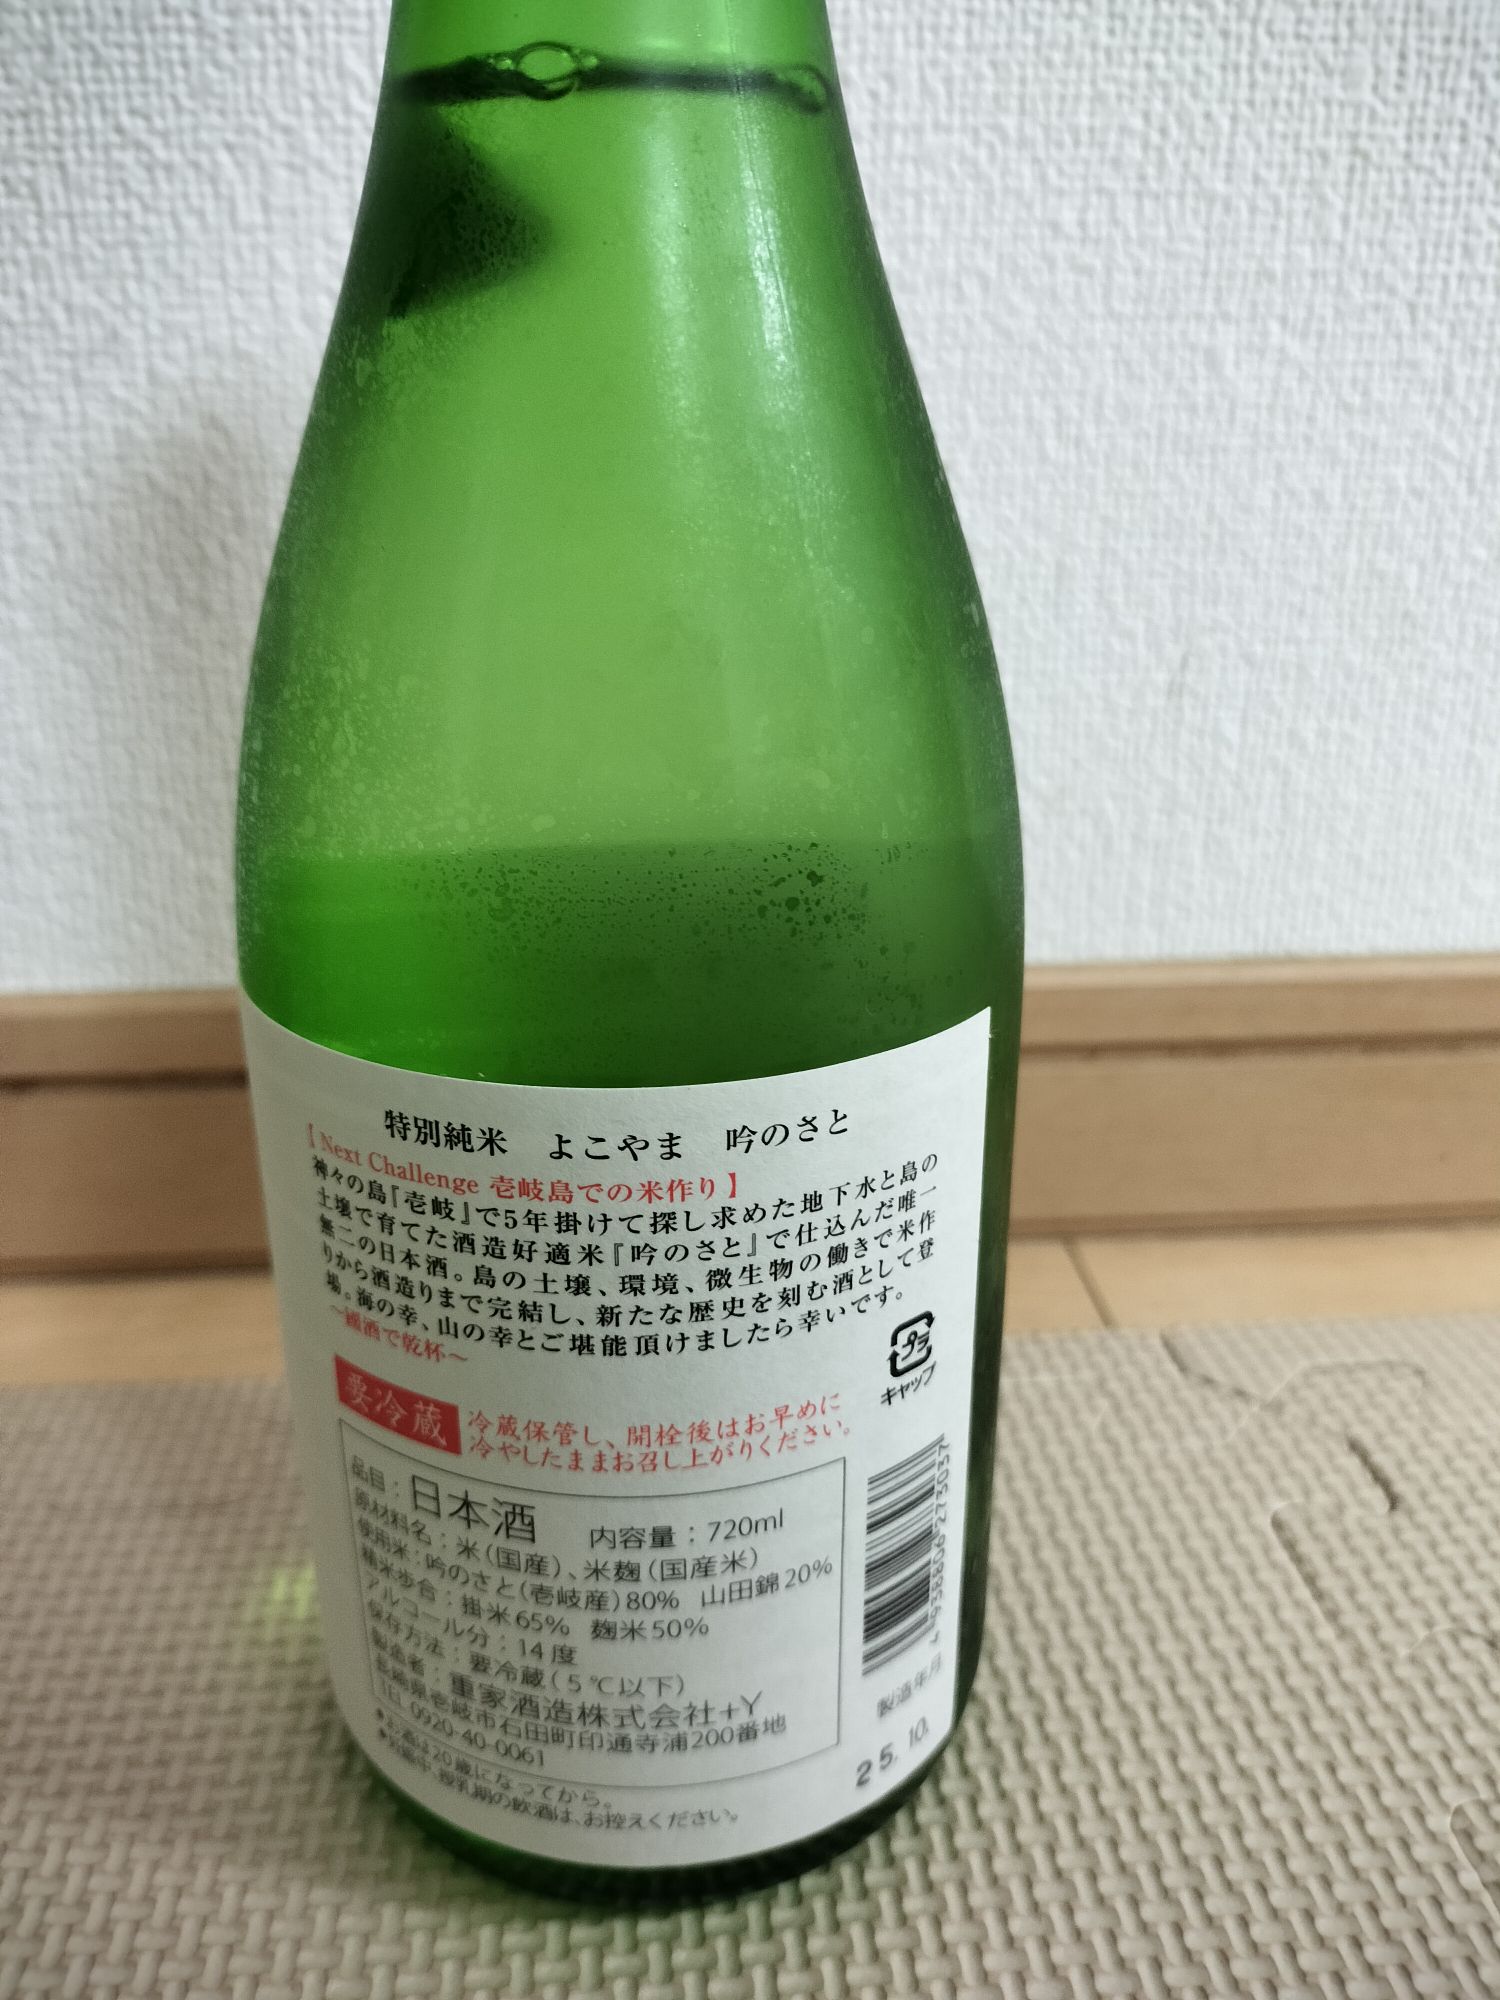 特別純米　よこやま　吟のさと
【Next Challenge 壱岐島での米作り】
神々の島『壱岐』で5年掛けて探し求めた地下水と島の
土壌で育てた酒造好適米『吟のさと』で仕込んだ唯一
無二の日本酒。島の土壌、環境、微生物の働きで米作
りから酒造りまで完結し、新たな歴史を刻む酒として登
場。海の幸、山の幸とご堪能頂けましたら幸いです。
～國酒で乾杯～
プラ
キャップ
要冷蔵
冷蔵保管し、開栓後はお早めに
冷やしたままお召し上がりください。
品目：日本酒　内容量：720ml
原材料名：米（国産）、米麹（国産米）
使用米：吟のさと（壱岐産）80%　山田錦20%
精米歩合：掛米65%　麹米50%
アルコール分：14度
保存方法：要冷蔵（5℃以下）
製造者：重家酒造株式会社+Y
長崎県壱岐市石田町印通寺浦200番地
TEL 0920-40-0061
●お酒は20歳になってから。
●妊娠中、授乳期の飲酒は、お控えください。
4938806273037
製造年月
25.10.